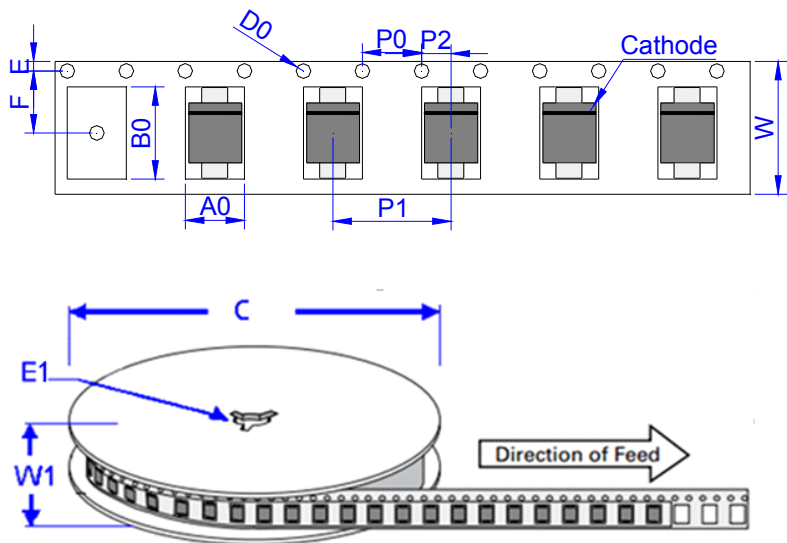 D0
P0
P2
Cathode
E
F
B0
W
A0
P1
C
E1
W1
Direction of Feed